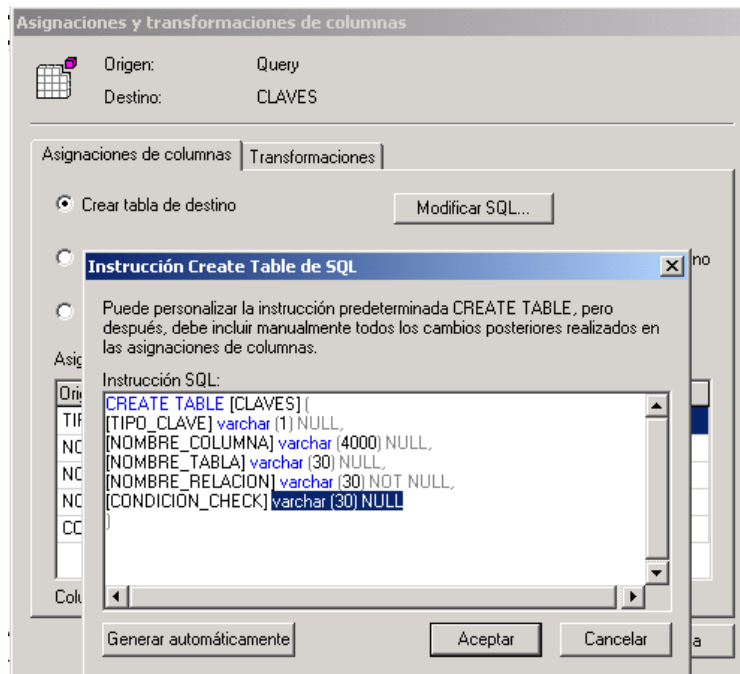 Asignaciones y transformaciones de columnas
Origen: Query
Destino: CLAVES
Asignaciones de columnas Transformaciones
Crear tabla de destino Modificar SQL...
no
Instrucción Create Table de SQL
Puede personalizar la instrucción predeterminada CREATE TABLE, pero
después, debe incluir manualmente todos los cambios posteriores realizados en
las asignaciones de columnas.
Instrucción SQL:
CREATE TABLE [CLAVES] (
[TIPO_CLAVE] varchar (1) NULL,
[NOMBRE_COLUMNA] varchar (4000) NULL,
[NOMBRE_TABLA] varchar (30) NULL,
[NOMBRE_RELACION] varchar (30) NOT NULL,
[CONDICION_CHECK] varchar (30) NULL
)
Generar automáticamente Aceptar Cancelar